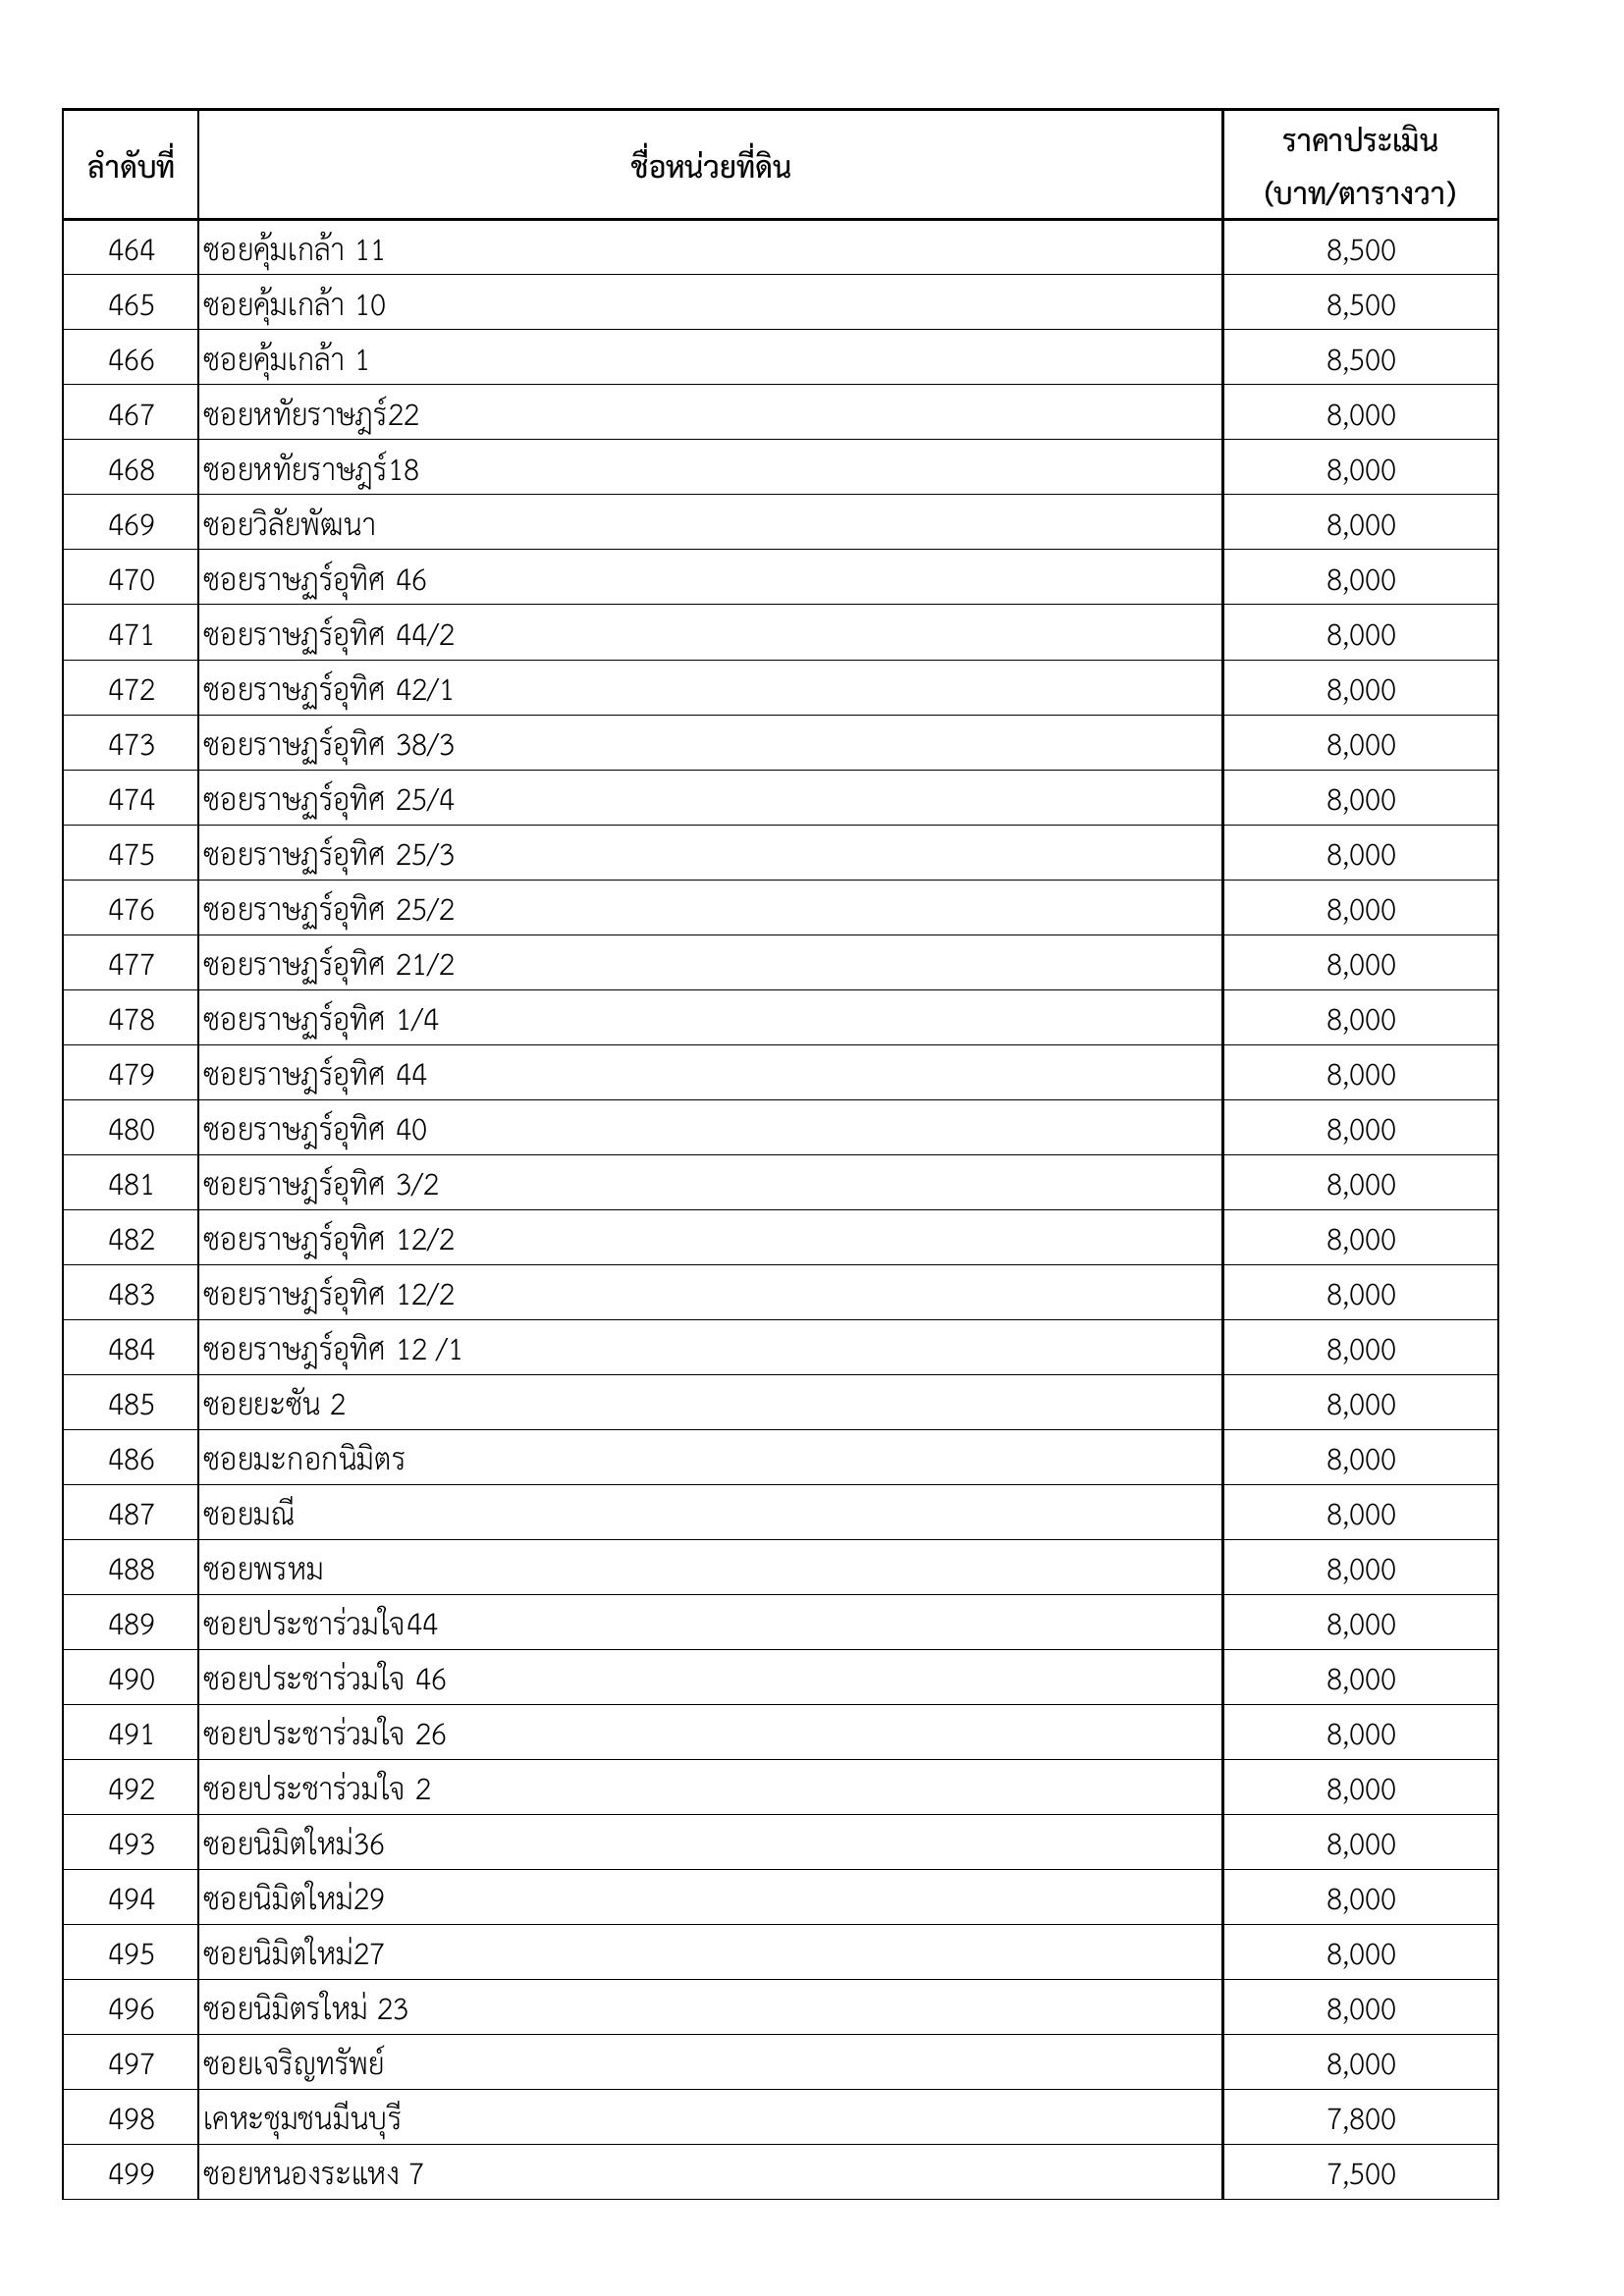 ลำดับที่ ชื่อหน่วยที่ดิน ราคาประเมิน
(บาท/ตารางวา)
464 ซอยคุ้มเกล้า 11 8,500
465 ซอยคุ้มเกล้า 10 8,500
466 ซอยคุ้มเกล้า 1 8,500
467 ซอยหทัยราษฎร์22 8,000
468 ซอยหทัยราษฎร์18 8,000
469 ซอยวิลัยพัฒนา 8,000
470 ซอยราษฏร์อุทิศ 46 8,000
471 ซอยราษฏร์อุทิศ 44/2 8,000
472 ซอยราษฏร์อุทิศ 42/1 8,000
473 ซอยราษฏร์อุทิศ 38/3 8,000
474 ซอยราษฏร์อุทิศ 25/4 8,000
475 ซอยราษฏร์อุทิศ 25/3 8,000
476 ซอยราษฏร์อุทิศ 25/2 8,000
477 ซอยราษฏร์อุทิศ 21/2 8,000
478 ซอยราษฏร์อุทิศ 1/4 8,000
479 ซอยราษฎร์อุทิศ 44 8,000
480 ซอยราษฎร์อุทิศ 40 8,000
481 ซอยราษฎร์อุทิศ 3/2 8,000
482 ซอยราษฎร์อุทิศ 12/2 8,000
483 ซอยราษฎร์อุทิศ 12/2 8,000
484 ซอยราษฎร์อุทิศ 12 /1 8,000
485 ซอยยะซัน 2 8,000
486 ซอยมะกอกนิมิตร 8,000
487 ซอยมณี 8,000
488 ซอยพรหม 8,000
489 ซอยประชาร่วมใจ44 8,000
490 ซอยประชาร่วมใจ 46 8,000
491 ซอยประชาร่วมใจ 26 8,000
492 ซอยประชาร่วมใจ 2 8,000
493 ซอยนิมิตใหม่36 8,000
494 ซอยนิมิตใหม่29 8,000
495 ซอยนิมิตใหม่27 8,000
496 ซอยนิมิตรใหม่ 23 8,000
497 ซอยเจริญทรัพย์ 8,000
498 เคหะชุมชนมีนบุรี 7,800
499 ซอยหนองระแหง 7 7,500